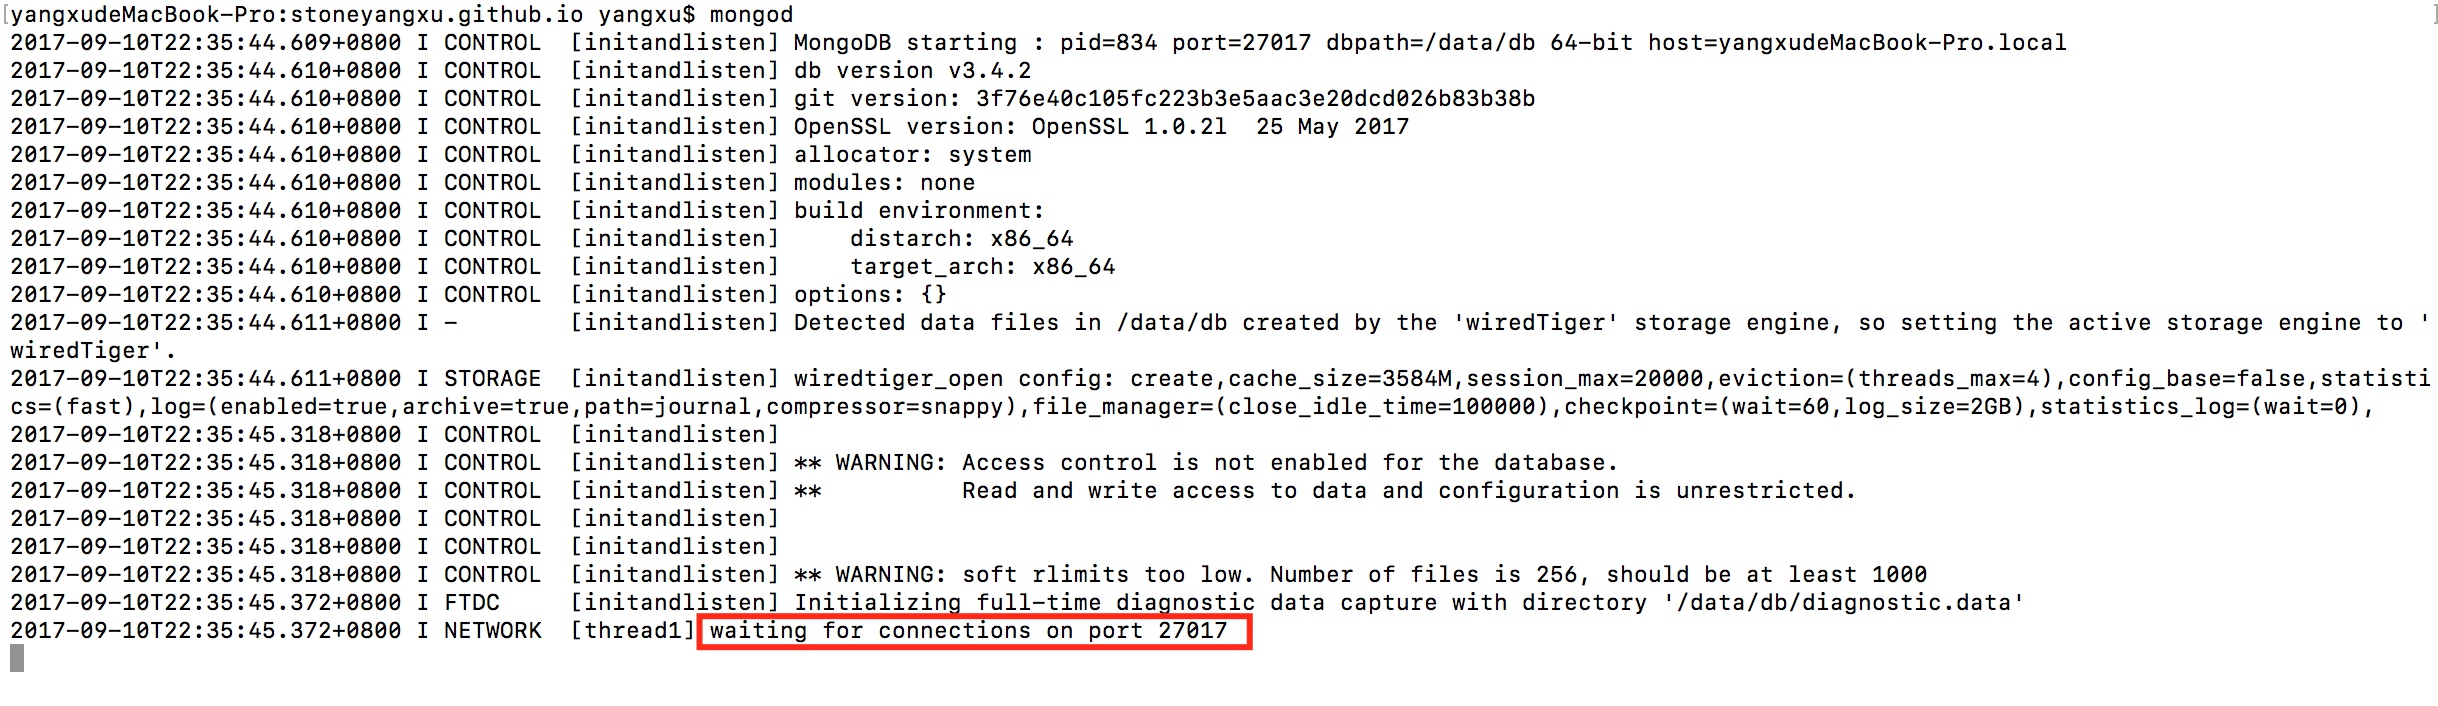 [yangxudeMacBook-Pro:stoneyangxu.github.io yangxu$ mongod ]
2017-09-10T22:35:44.609+0800 I CONTROL  [initandlisten] MongoDB starting : pid=834 port=27017 dbpath=/data/db 64-bit host=yangxudeMacBook-Pro.local
2017-09-10T22:35:44.610+0800 I CONTROL  [initandlisten] db version v3.4.2
2017-09-10T22:35:44.610+0800 I CONTROL  [initandlisten] git version: 3f76e40c105fc223b3e5aac3e20dcd026b83b38b
2017-09-10T22:35:44.610+0800 I CONTROL  [initandlisten] OpenSSL version: OpenSSL 1.0.2l  25 May 2017
2017-09-10T22:35:44.610+0800 I CONTROL  [initandlisten] allocator: system
2017-09-10T22:35:44.610+0800 I CONTROL  [initandlisten] modules: none
2017-09-10T22:35:44.610+0800 I CONTROL  [initandlisten] build environment:
2017-09-10T22:35:44.610+0800 I CONTROL  [initandlisten]     distarch: x86_64
2017-09-10T22:35:44.610+0800 I CONTROL  [initandlisten]     target_arch: x86_64
2017-09-10T22:35:44.610+0800 I CONTROL  [initandlisten] options: {}
2017-09-10T22:35:44.611+0800 I -        [initandlisten] Detected data files in /data/db created by the 'wiredTiger' storage engine, so setting the active storage engine to '
wiredTiger'.
2017-09-10T22:35:44.611+0800 I STORAGE  [initandlisten] wiredtiger_open config: create,cache_size=3584M,session_max=20000,eviction=(threads_max=4),config_base=false,statisti
cs=(fast),log=(enabled=true,archive=true,path=journal,compressor=snappy),file_manager=(close_idle_time=100000),checkpoint=(wait=60,log_size=2GB),statistics_log=(wait=0),
2017-09-10T22:35:45.318+0800 I CONTROL  [initandlisten]
2017-09-10T22:35:45.318+0800 I CONTROL  [initandlisten] ** WARNING: Access control is not enabled for the database.
2017-09-10T22:35:45.318+0800 I CONTROL  [initandlisten] **          Read and write access to data and configuration is unrestricted.
2017-09-10T22:35:45.318+0800 I CONTROL  [initandlisten]
2017-09-10T22:35:45.318+0800 I CONTROL  [initandlisten]
2017-09-10T22:35:45.318+0800 I CONTROL  [initandlisten] ** WARNING: soft rlimits too low. Number of files is 256, should be at least 1000
2017-09-10T22:35:45.372+0800 I FTDC     [initandlisten] Initializing full-time diagnostic data capture with directory '/data/db/diagnostic.data'
2017-09-10T22:35:45.372+0800 I NETWORK  [thread1] waiting for connections on port 27017